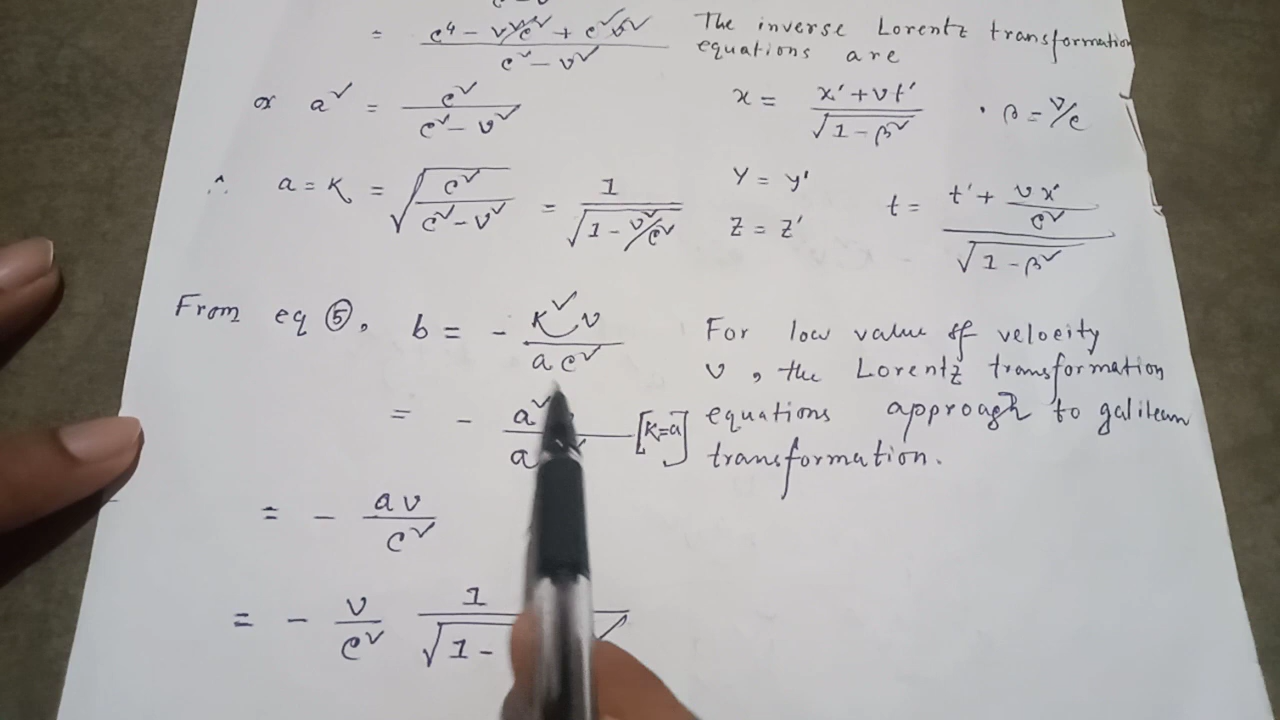 = c⁴ - v²c² + c²v² / c² - v²
or a² = c² / c² - v²
∴ a = K = √(c² / c² - v²) = 1 / √(1 - v²/c²)
From eq ⑤, b = - K²v / ac²
= - a² / a [K=a]
= - av / c²
= - v / c² 1 / √1 -
The inverse Lorentz transformation
equations are
x = x' + vt' / √(1 - β²) · β = v/c
Y = y'
Z = z'
t = t' + vx' / c² / √(1 - β²)
For low value of velocity
v, the Lorentz transformation
equations approach to galilean
transformation.